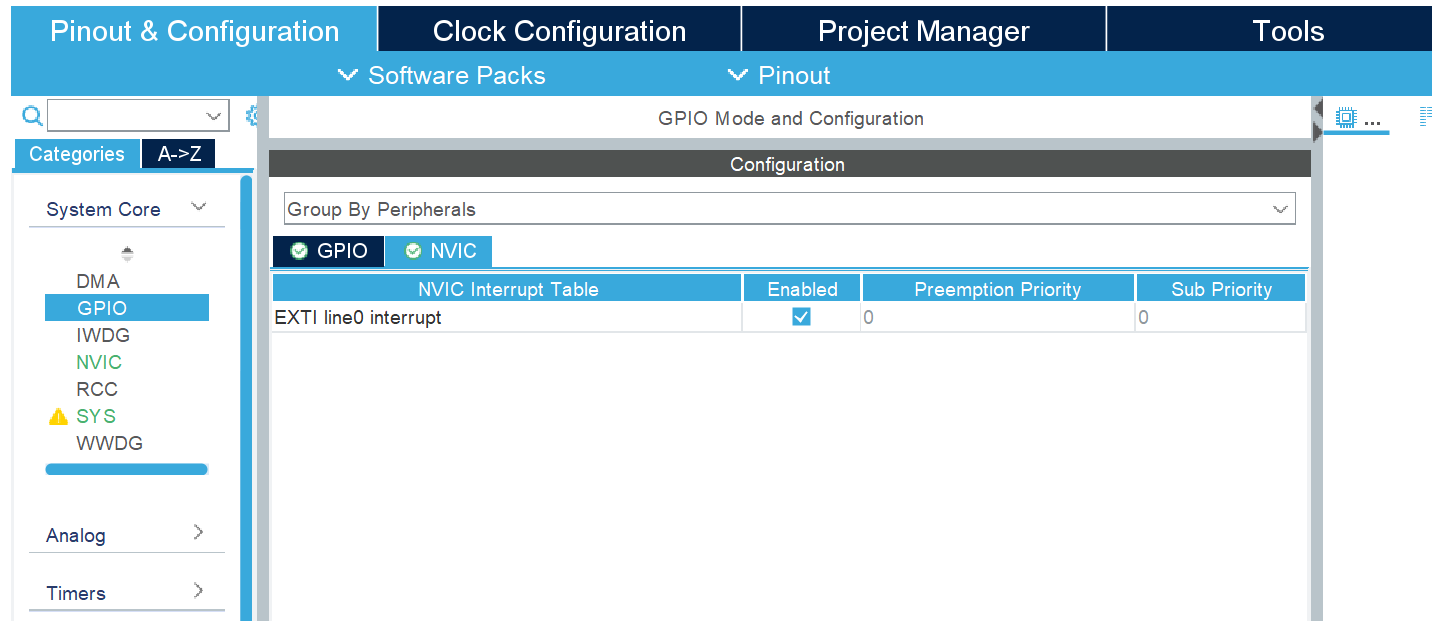 Pinout & Configuration
Clock Configuration
Project Manager
Tools
Software Packs
Pinout
GPIO Mode and Configuration
...
Categories
A->Z
Configuration
System Core
Group By Peripherals
GPIO
NVIC
DMA
GPIO
IWDG
NVIC
RCC
SYS
WWDG
NVIC Interrupt Table
Enabled
Preemption Priority
Sub Priority
EXTI line0 interrupt
0
0
Analog
Timers